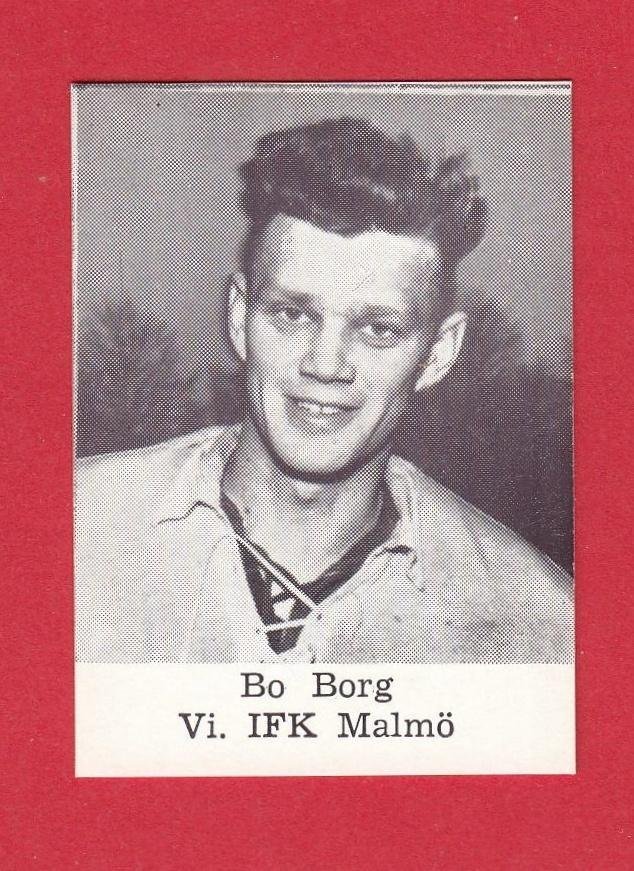 Bo Borg
Vi. IFK Malmö